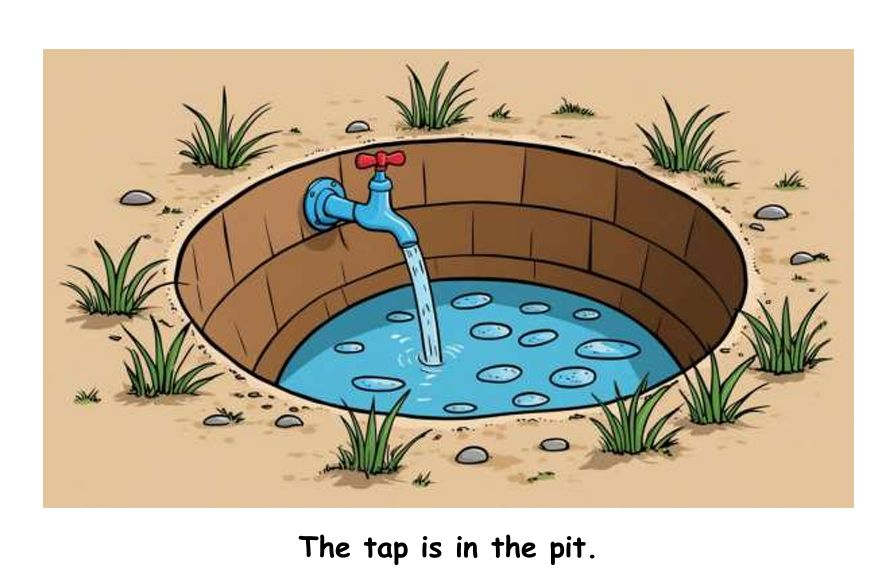 The tap is in the pit.